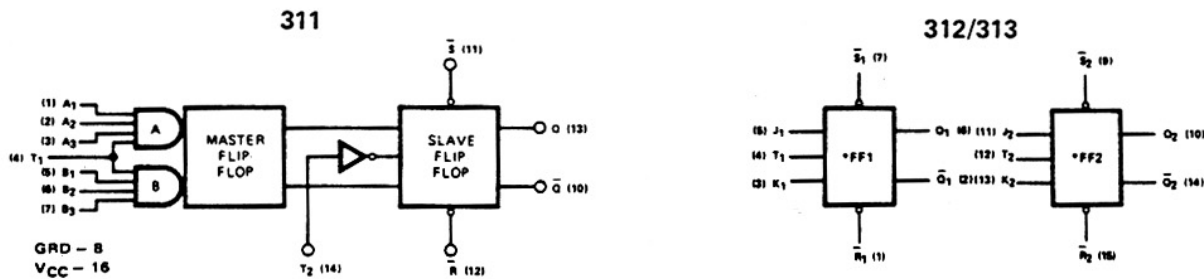 311
S̅ (11)
(1) A1
(2) A2
(3) A3
(4) T1
(5) B1
(6) B2
(7) B3
A
B
MASTER
FLIP-
FLOP
SLAVE
FLIP
FLOP
Q (13)
Q̅ (10)
GRD – 8
VCC – 16
T2 (14)
R̅ (12)
312/313
S̅1 (7)
(5) J1
(4) T1
(3) K1
*FF1
Q1
Q̅1
R̅1 (1)
S̅2 (9)
(6) (11) J2
(12) T2
(2)(13) K2
*FF2
Q2 (10)
Q̅2 (14)
R̅2 (15)